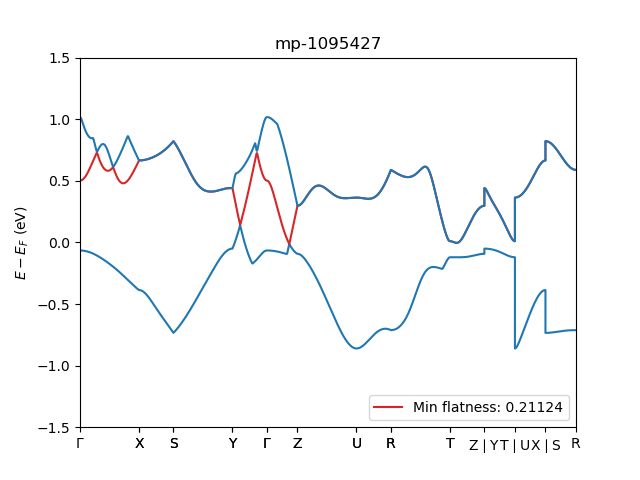 mp-1095427
E − E_F (eV)
1.5
1.0
0.5
0.0
−0.5
−1.0
−1.5
Min flatness: 0.21124
Γ X S Y Γ Z U R T Z | Y T | U X | S R